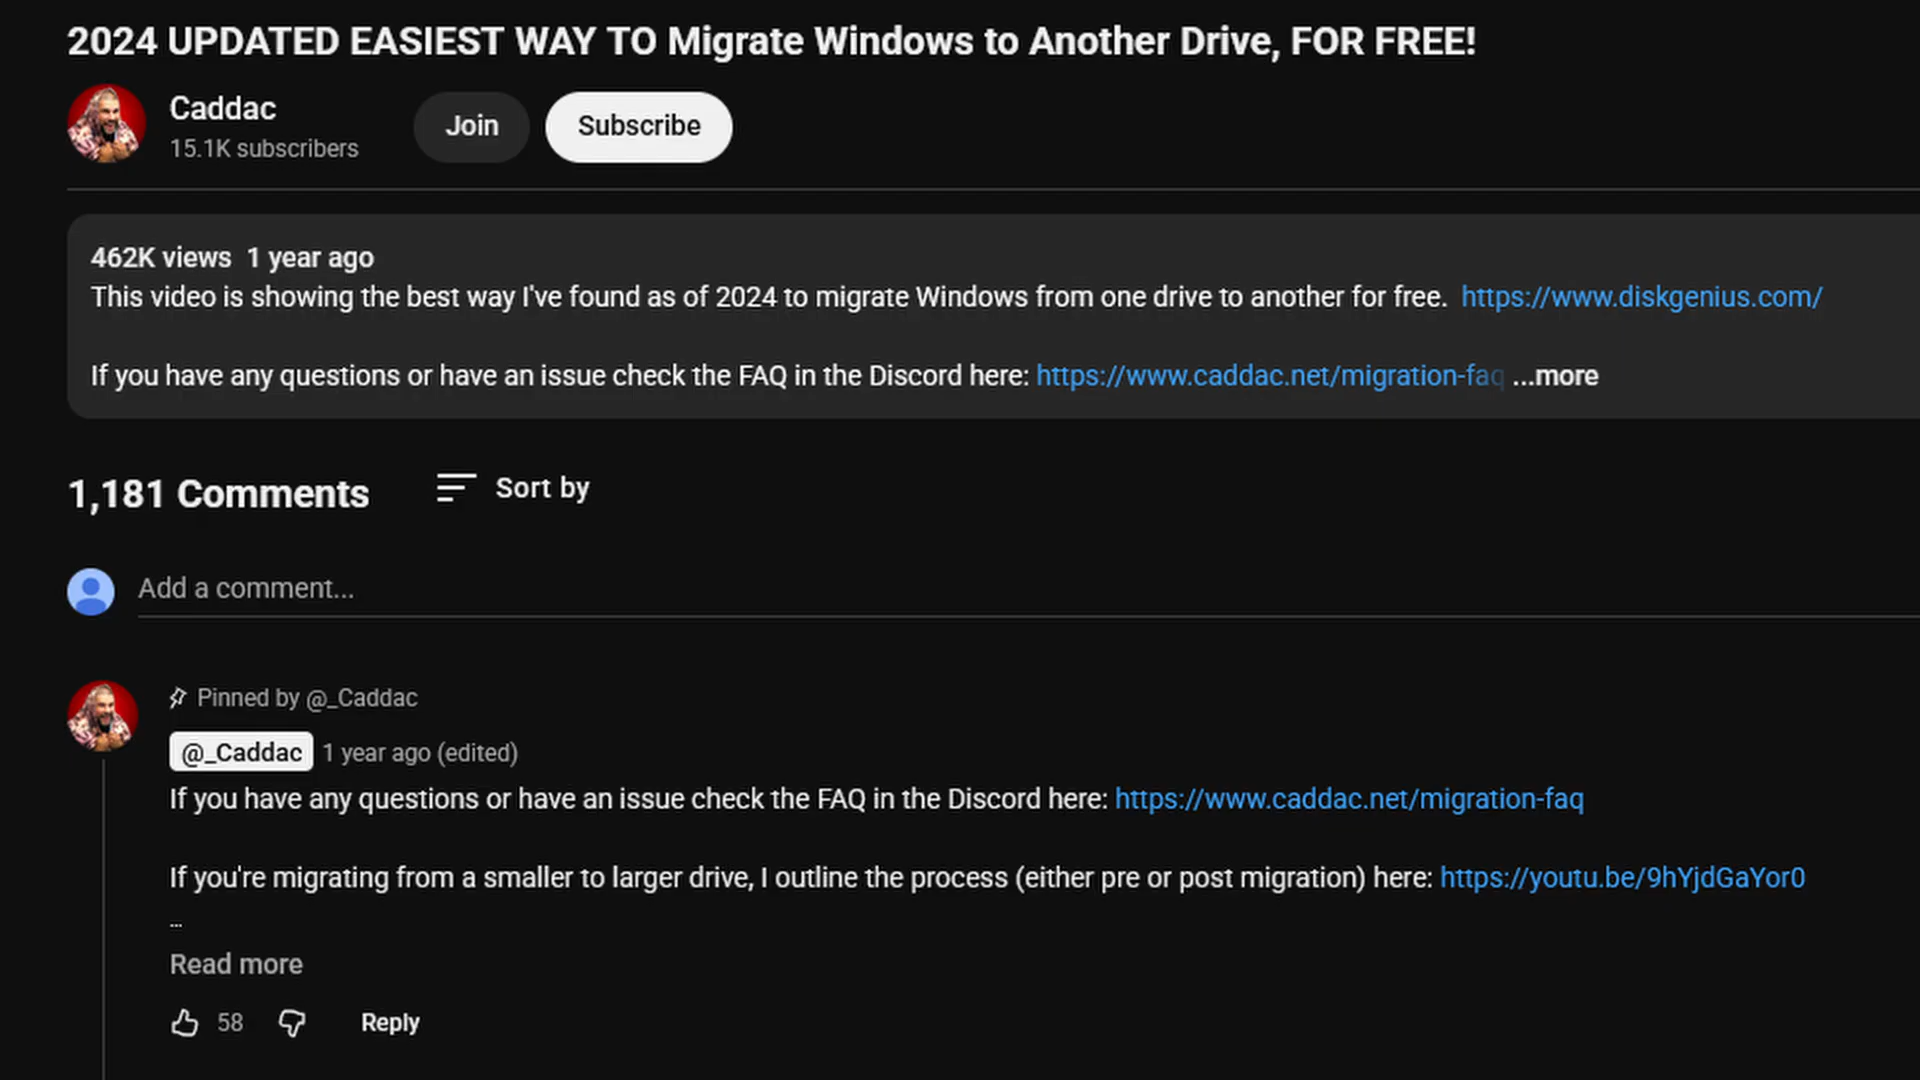 2024 UPDATED EASIEST WAY TO Migrate Windows to Another Drive, FOR FREE!
Caddac
15.1K subscribers
Join
Subscribe
462K views 1 year ago
This video is showing the best way I've found as of 2024 to migrate Windows from one drive to another for free. https://www.diskgenius.com/
If you have any questions or have an issue check the FAQ in the Discord here: https://www.caddac.net/migration-faq ...more
1,181 Comments
Sort by
Add a comment...
Pinned by @_Caddac
@_Caddac 1 year ago (edited)
If you have any questions or have an issue check the FAQ in the Discord here: https://www.caddac.net/migration-faq
If you're migrating from a smaller to larger drive, I outline the process (either pre or post migration) here: https://youtu.be/9hYjdGaYor0
...
Read more
58
Reply